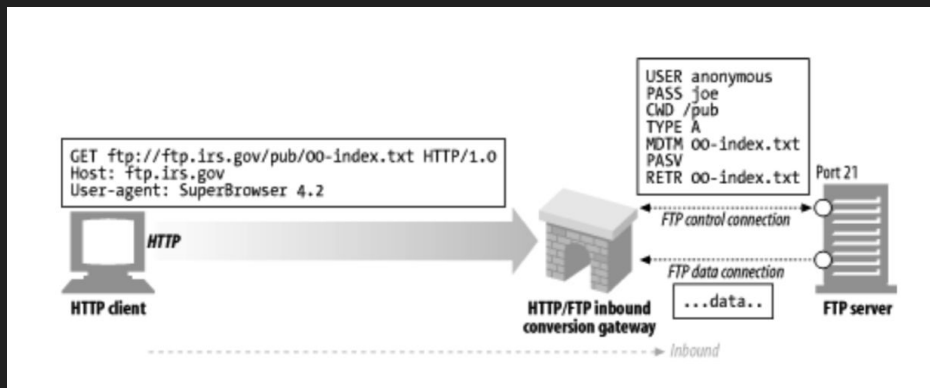 USER anonymous
PASS joe
CWD /pub
TYPE A
MDTM 00-index.txt
PASV
RETR 00-index.txt
GET ftp://ftp.irs.gov/pub/00-index.txt HTTP/1.0
Host: ftp.irs.gov
User-agent: SuperBrowser 4.2
Port 21
HTTP
FTP control connection
FTP data connection
...data..
HTTP client
HTTP/FTP inbound
conversion gateway
FTP server
Inbound